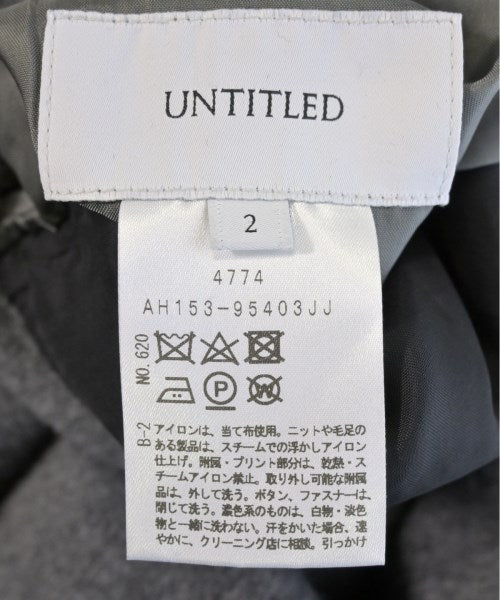 UNTITLED
2
4774
AH153-95403JJ
NO.620
B-2
アイロンは、当て布使用。ニットや毛足の
ある製品は、スチームでの浮かしアイロン
仕上げ。附属・プリント部分は、乾熱・ス
チームアイロン禁止。取り外し可能な附属
品は、外して洗う。ボタン、ファスナーは、
閉じて洗う。濃色系のものは、白物・淡色
物と一緒に洗わない。汗をかいた場合、速
やかに、クリーニング店に相談。引っかけ